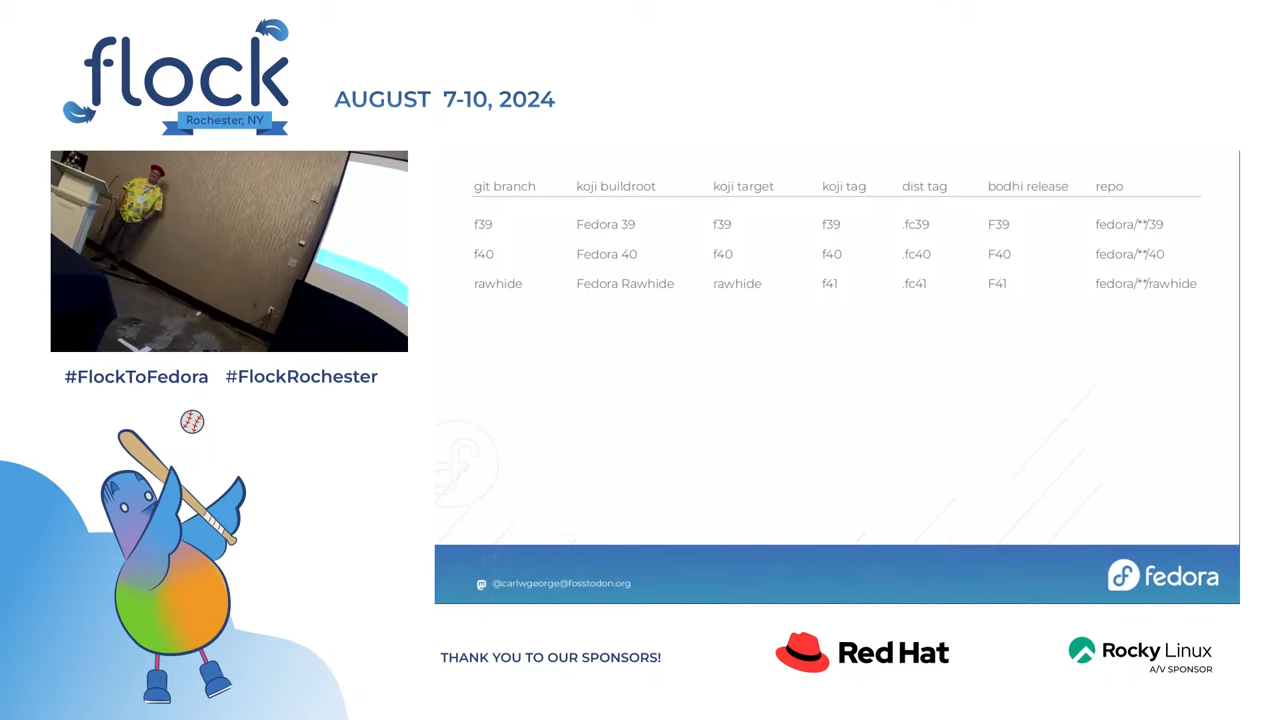 flock
Rochester, NY
AUGUST 7-10, 2024
git branch koji buildroot koji target koji tag dist tag bodhi release repo
f39 Fedora 39 f39 f39 .fc39 F39 fedora/**/39
f40 Fedora 40 f40 f40 .fc40 F40 fedora/**/40
rawhide Fedora Rawhide rawhide f41 .fc41 F41 fedora/**/rawhide
#FlockToFedora #FlockRochester
@carlwgeorge@fosstodon.org
fedora
THANK YOU TO OUR SPONSORS!
Red Hat
Rocky Linux
A/V SPONSOR